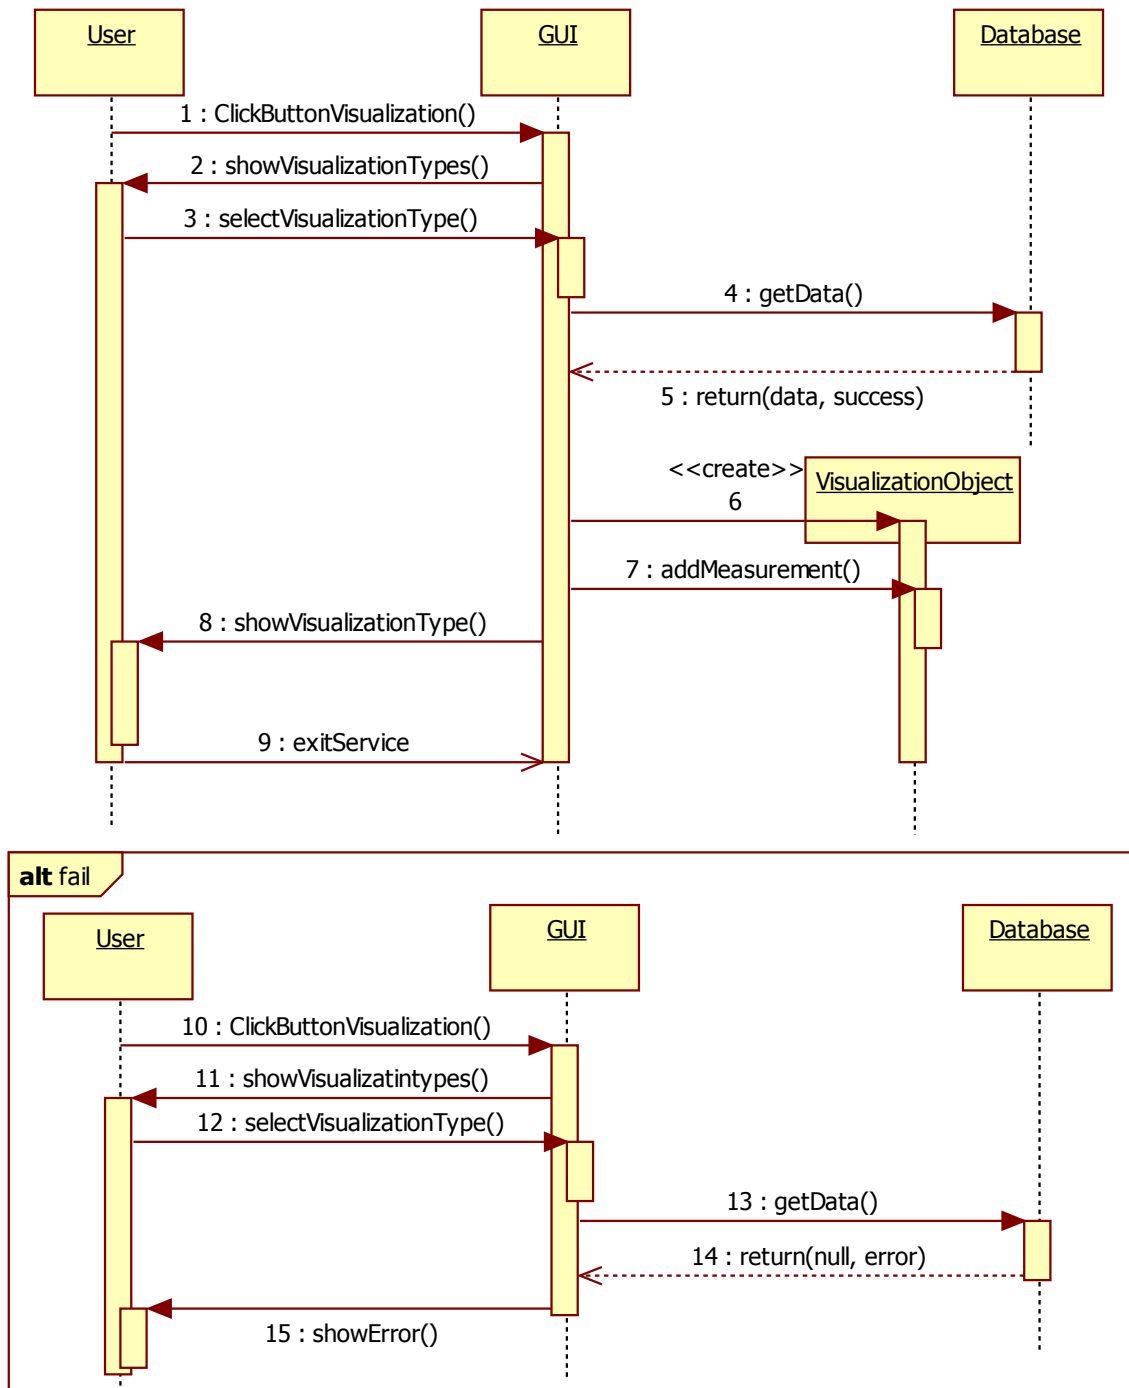 User
GUI
Database
1 : ClickButtonVisualization()
2 : showVisualizationTypes()
3 : selectVisualizationType()
4 : getData()
5 : return(data, success)
<<create>>
6
VisualizationObject
7 : addMeasurement()
8 : showVisualizationType()
9 : exitService
alt fail
User
GUI
Database
10 : ClickButtonVisualization()
11 : showVisualizatintypes()
12 : selectVisualizationType()
13 : getData()
14 : return(null, error)
15 : showError()